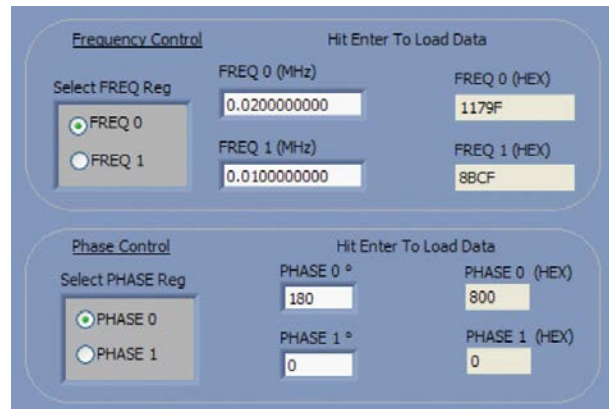 Frequency Control Hit Enter To Load Data
Select FREQ Reg
FREQ 0 (MHz) FREQ 0 (HEX)
0.0200000000 1179F
FREQ 0
FREQ 1
FREQ 1 (MHz) FREQ 1 (HEX)
0.0100000000 8BCF
Phase Control Hit Enter To Load Data
Select PHASE Reg
PHASE 0 ° PHASE 0 (HEX)
180 800
PHASE 0
PHASE 1
PHASE 1 ° PHASE 1 (HEX)
0 0